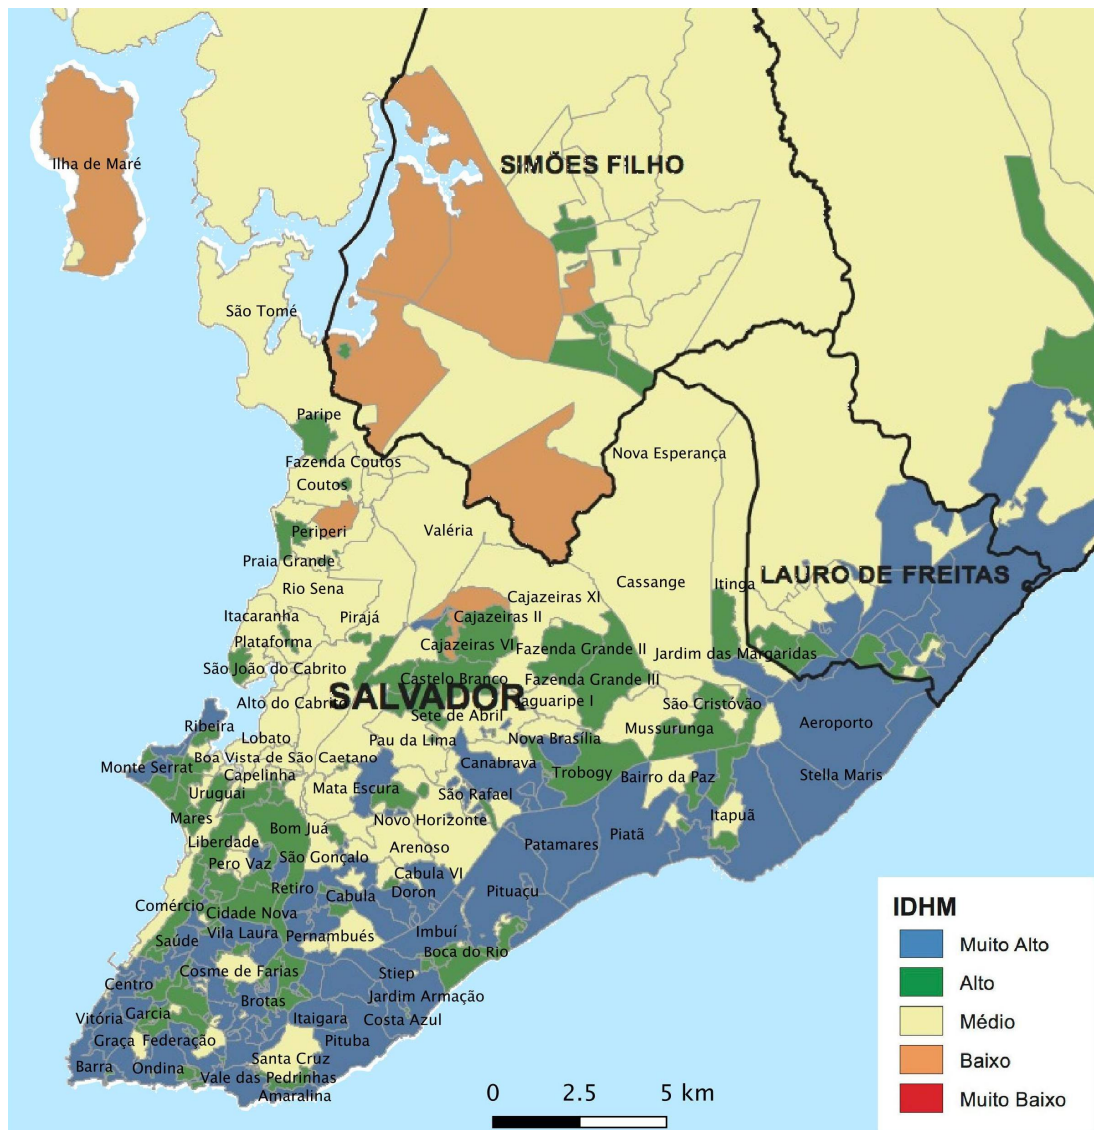 Ilha de Maré
SIMÕES FILHO
São Tomé
Paripe
Nova Esperança
Fazenda Coutos
Coutos
Periperi
Valéria
Praia Grande
LAURO DE FREITAS
Cassange
Itinga
Rio Sena
Cajazeiras XI
Itacaranha
Pirajá
Cajazeiras II
Plataforma
Cajazeiras VI
Fazenda Grande II
Jardim das Margaridas
São João do Cabrito
Castelo Branco
Fazenda Grande III
SALVADOR
Alto do Cabrito
Jaguaripe I
São Cristóvão
Sete de Abril
Ribeira
Mussurunga
Aeroporto
Lobato
Pau da Lima
Nova Brasília
Boa Vista de São Caetano
Canabrava
Monte Serrat
Capelinha
Trobogy
Bairro da Paz
Stella Maris
Uruguai
Mata Escura
São Rafael
Mares
Novo Horizonte
Itapuã
Bom Juá
Liberdade
Arenoso
Patamares
Piatã
Pero Vaz
São Gonçalo
Cabula VI
Retiro
Cabula
Doron
Pituaçu
Comércio
Cidade Nova
Vila Laura
Pernambués
Imbuí
Saúde
Boca do Rio
Cosme de Farias
Stiep
Centro
Brotas
Jardim Armação
Vitória
Garcia
Itaigara
Costa Azul
Graça
Federação
Pituba
Barra
Ondina
Santa Cruz
Vale das Pedrinhas
Amaralina
0 2.5 5 km
IDHM
Muito Alto
Alto
Médio
Baixo
Muito Baixo